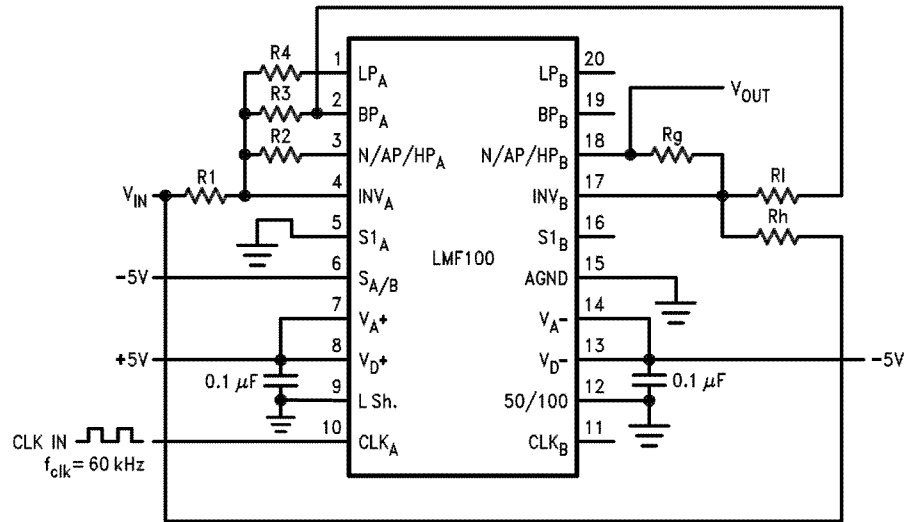 R4
1
LP_A
20
LP_B
R3
2
BP_A
19
BP_B
V_OUT
R2
3
N/AP/HP_A
18
N/AP/HP_B
Rg
V_IN
R1
4
INV_A
17
INV_B
Rl
Rh
5
S1_A
16
S1_B
LMF100
-5V
6
S_A/B
15
AGND
7
V_A+
14
V_A-
+5V
8
V_D+
13
V_D-
-5V
0.1 μF
9
L Sh.
12
50/100
0.1 μF
CLK IN
10
CLK_A
11
CLK_B
f_clk = 60 kHz